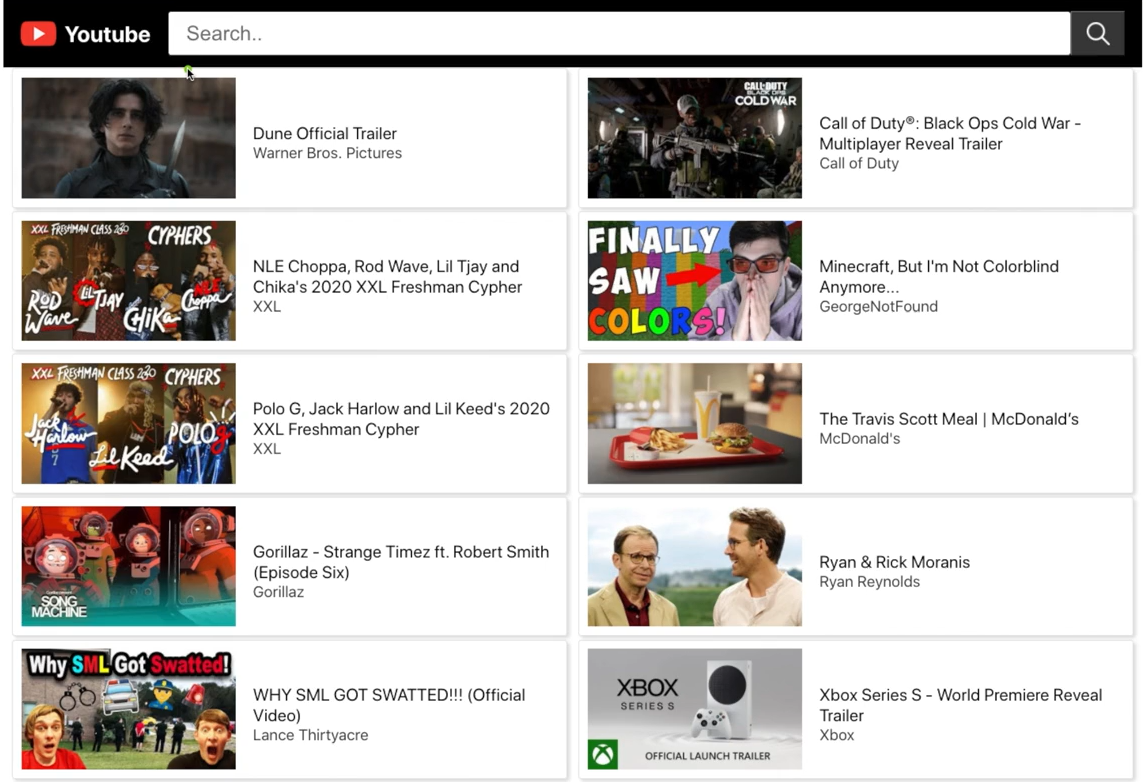 Youtube
Search..
Dune Official Trailer
Warner Bros. Pictures
CALL OF DUTY
BLACK OPS
COLD WAR
Call of Duty®: Black Ops Cold War -
Multiplayer Reveal Trailer
Call of Duty
XXL FRESHMAN CLASS 2020
CYPHERS
ROD
WAVE
LiL TJAY
CHiKA
NLE
Choppa
NLE Choppa, Rod Wave, Lil Tjay and
Chika's 2020 XXL Freshman Cypher
XXL
FINALLY
SAW
COLORS!
Minecraft, But I'm Not Colorblind
Anymore...
GeorgeNotFound
XXL FRESHMAN CLASS 2020
CYPHERS
Jack
Harlow
Lil Keed
POLO G
7
Polo G, Jack Harlow and Lil Keed's 2020
XXL Freshman Cypher
XXL
The Travis Scott Meal | McDonald’s
McDonald's
SONG
MACHINE
Gorillaz - Strange Timez ft. Robert Smith
(Episode Six)
Gorillaz
Ryan & Rick Moranis
Ryan Reynolds
Why SML Got Swatted!
WHY SML GOT SWATTED!!! (Official
Video)
Lance Thirtyacre
XBOX
SERIES S
OFFICIAL LAUNCH TRAILER
Xbox Series S - World Premiere Reveal
Trailer
Xbox